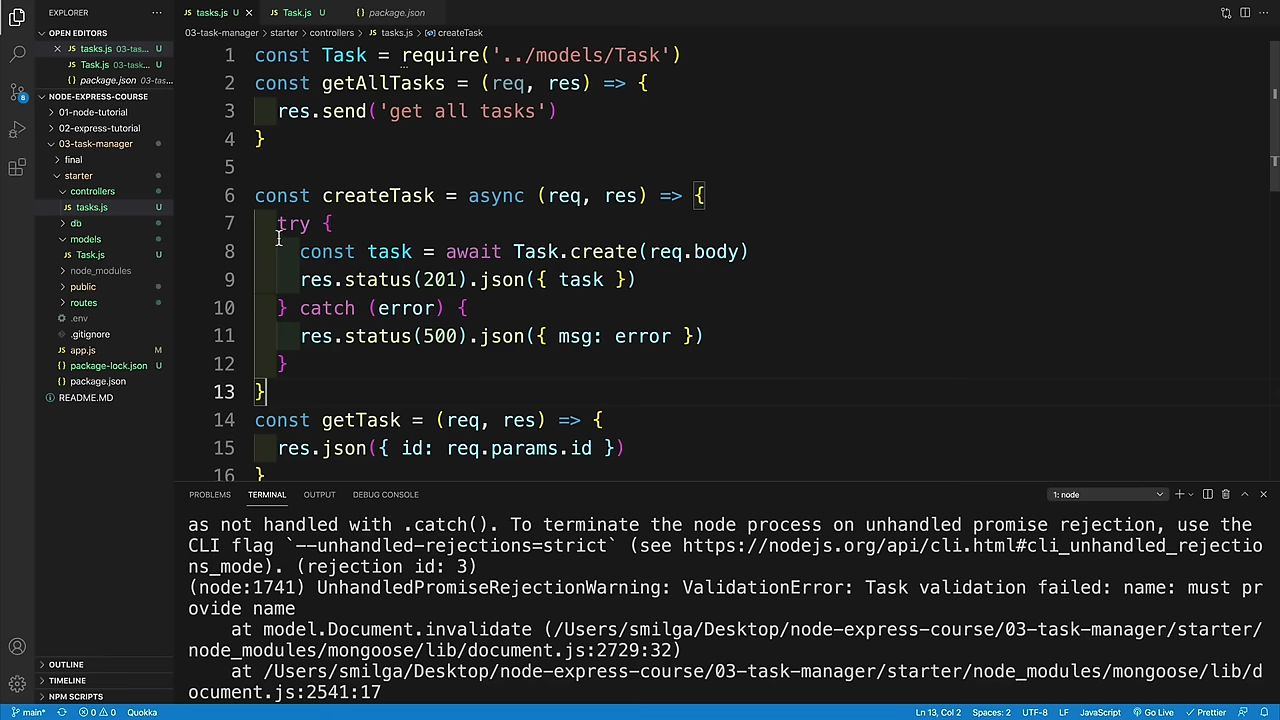 EXPLORER
OPEN EDITORS
tasks.js 03-tas... U
Task.js 03-task... U
package.json 03-tas...
NODE-EXPRESS-COURSE
01-node-tutorial
02-express-tutorial
03-task-manager
final
starter
controllers
tasks.js U
db
models
Task.js U
node_modules
public
routes
.env
.gitignore
app.js M
package-lock.json U
package.json
README.MD
OUTLINE
TIMELINE
NPM SCRIPTS
tasks.js U Task.js U package.json
03-task-manager > starter > controllers > tasks.js > createTask
1 const Task = require('../models/Task')
2 const getAllTasks = (req, res) => {
3 res.send('get all tasks')
4 }
5
6 const createTask = async (req, res) => {
7 try {
8 const task = await Task.create(req.body)
9 res.status(201).json({ task })
10 } catch (error) {
11 res.status(500).json({ msg: error })
12 }
13 }
14 const getTask = (req, res) => {
15 res.json({ id: req.params.id })
16 }
PROBLEMS TERMINAL OUTPUT DEBUG CONSOLE 1: node
as not handled with .catch(). To terminate the node process on unhandled promise rejection, use the
CLI flag `--unhandled-rejections=strict` (see https://nodejs.org/api/cli.html#cli_unhandled_rejectio
ns_mode). (rejection id: 3)
(node:1741) UnhandledPromiseRejectionWarning: ValidationError: Task validation failed: name: must pr
ovide name
at model.Document.invalidate (/Users/smilga/Desktop/node-express-course/03-task-manager/starter/
node_modules/mongoose/lib/document.js:2729:32)
at /Users/smilga/Desktop/node-express-course/03-task-manager/starter/node_modules/mongoose/lib/d
ocument.js:2541:17
8
main* 0 0 Quokka Ln 13, Col 2 Spaces: 2 UTF-8 LF JavaScript Go Live Prettier